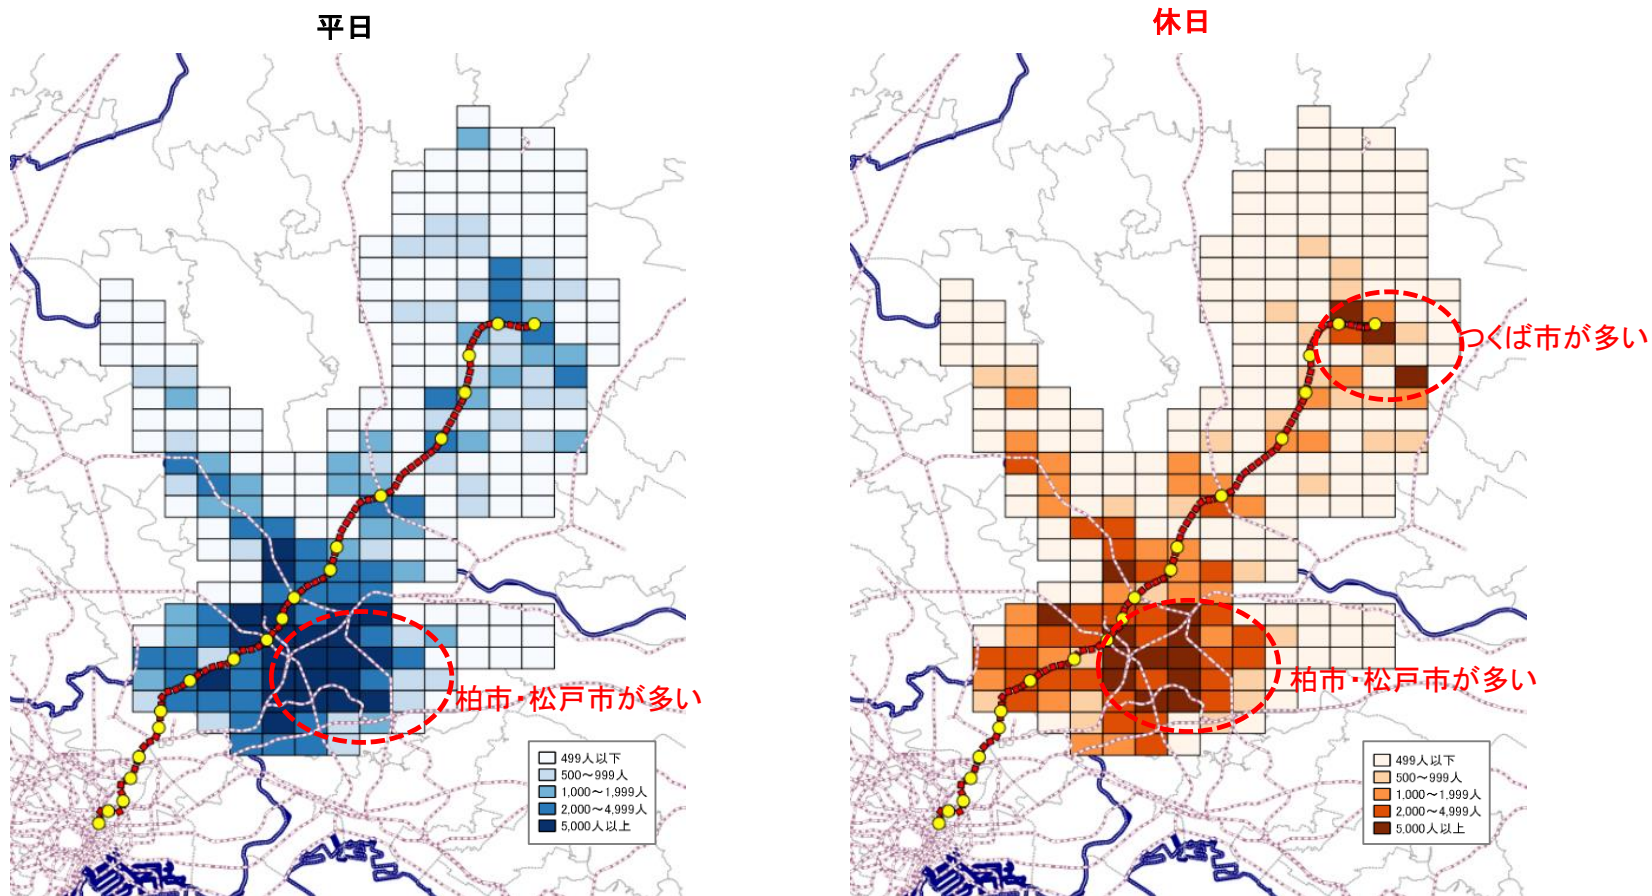 平日
休日
つくば市が多い
柏市・松戸市が多い
柏市・松戸市が多い
499人以下
500～999人
1,000～1,999人
2,000～4,999人
5,000人以上
499人以下
500～999人
1,000～1,999人
2,000～4,999人
5,000人以上